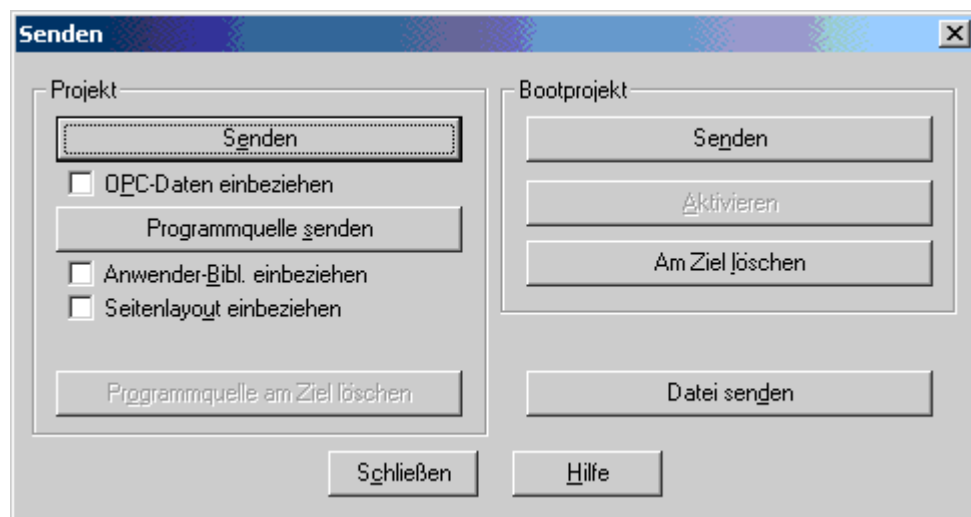 Senden
Projekt
Senden
OPC-Daten einbeziehen
Programmquelle senden
Anwender-Bibl. einbeziehen
Seitenlayout einbeziehen
Programmquelle am Ziel löschen
Bootprojekt
Senden
Aktivieren
Am Ziel löschen
Datei senden
Schließen
Hilfe